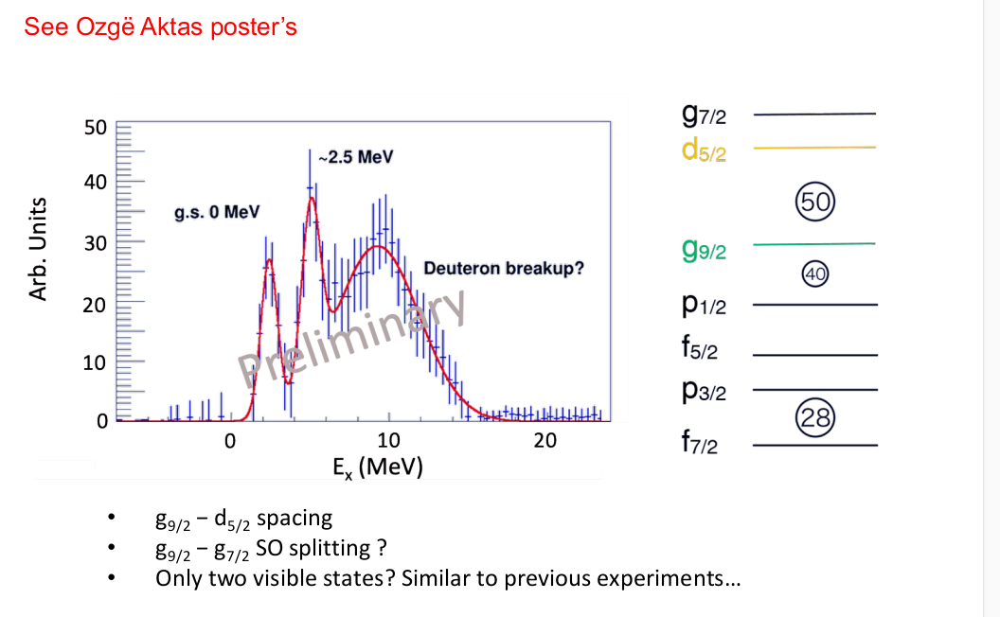 See Ozgë Aktas poster’s
50
40
30
20
10
0
Arb. Units
g.s. 0 MeV
~2.5 MeV
Deuteron breakup?
Preliminary
0 10 20
Eₓ (MeV)
g7/2
d5/2
50
g9/2
40
p1/2
f5/2
p3/2
28
f7/2
• g9/2 – d5/2 spacing
• g9/2 – g7/2 SO splitting ?
• Only two visible states? Similar to previous experiments…